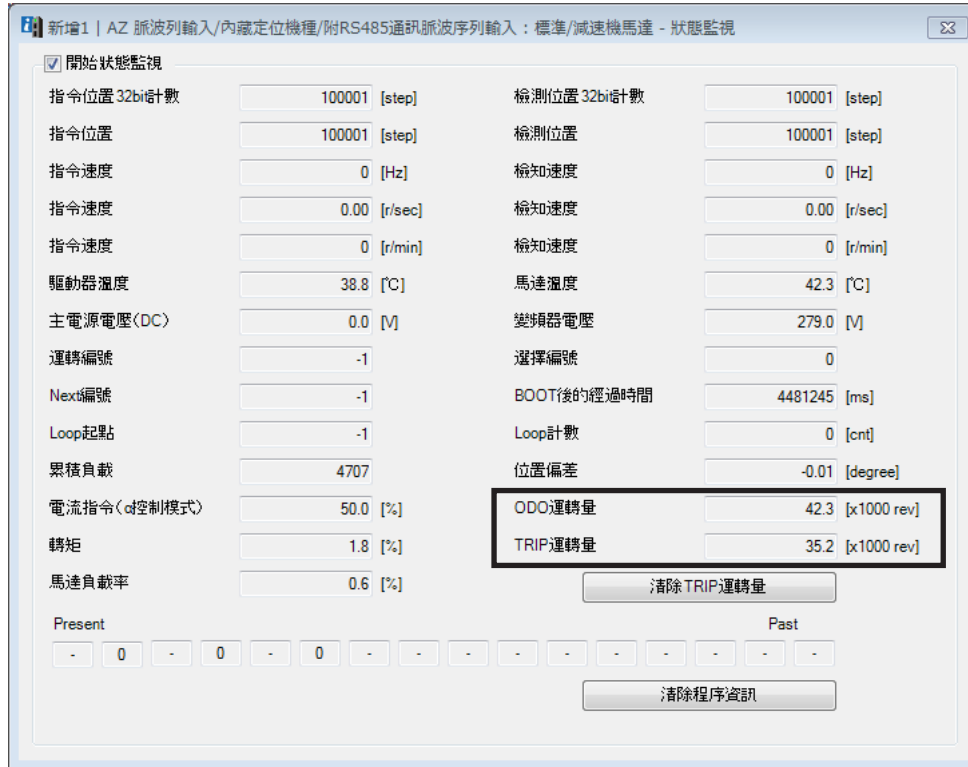 新增1 | AZ 脈波列輸入/內藏定位機種/附RS485通訊脈波序列輸入：標準/減速機馬達 - 狀態監視
開始狀態監視
指令位置32bit計數 100001 [step] 檢測位置32bit計數 100001 [step]
指令位置 100001 [step] 檢測位置 100001 [step]
指令速度 0 [Hz] 檢知速度 0 [Hz]
指令速度 0.00 [r/sec] 檢知速度 0.00 [r/sec]
指令速度 0 [r/min] 檢知速度 0 [r/min]
驅動器溫度 38.8 [℃] 馬達溫度 42.3 [℃]
主電源電壓(DC) 0.0 [V] 變頻器電壓 279.0 [V]
運轉編號 -1 選擇編號 0
Next編號 -1 BOOT後的經過時間 4481245 [ms]
Loop起點 -1 Loop計數 0 [cnt]
累積負載 4707 位置偏差 -0.01 [degree]
電流指令(α控制模式) 50.0 [%] ODO運轉量 42.3 [x1000 rev]
轉矩 1.8 [%] TRIP運轉量 35.2 [x1000 rev]
馬達負載率 0.6 [%] 清除TRIP運轉量
Present Past
- 0 - 0 - 0 - - - - - - - - - -
清除程序資訊